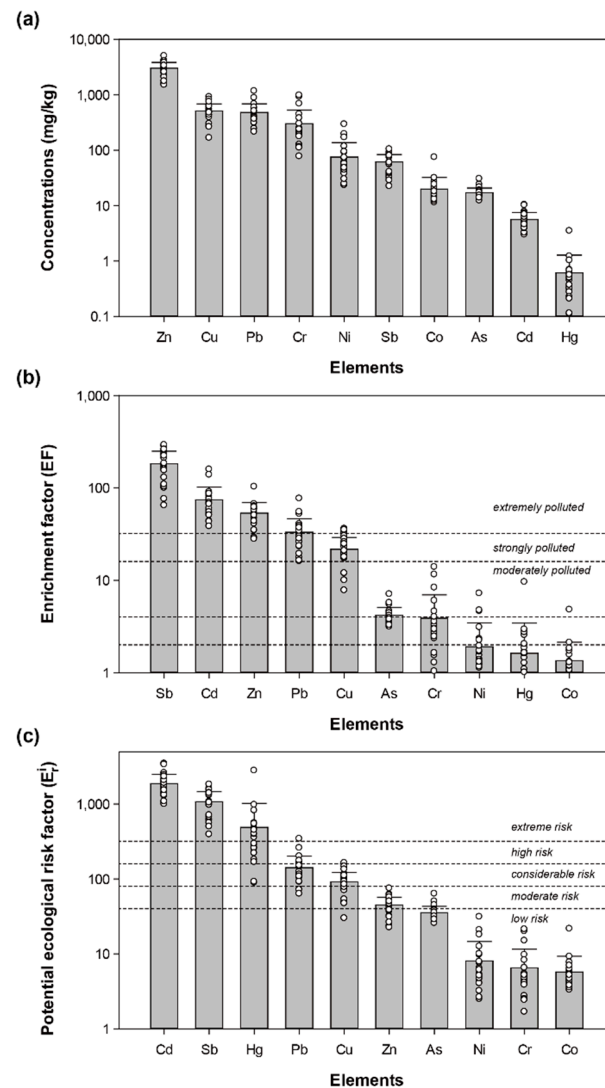 (a)
Concentrations (mg/kg)
10,000
1,000
100
10
1
0.1
Zn Cu Pb Cr Ni Sb Co As Cd Hg
Elements
(b)
Enrichment factor (EF)
1,000
100
10
1
extremely polluted
strongly polluted
moderately polluted
Sb Cd Zn Pb Cu As Cr Ni Hg Co
Elements
(c)
Potential ecological risk factor (Eᵢᵣ)
1,000
100
10
1
extreme risk
high risk
considerable risk
moderate risk
low risk
Cd Sb Hg Pb Cu Zn As Ni Cr Co
Elements